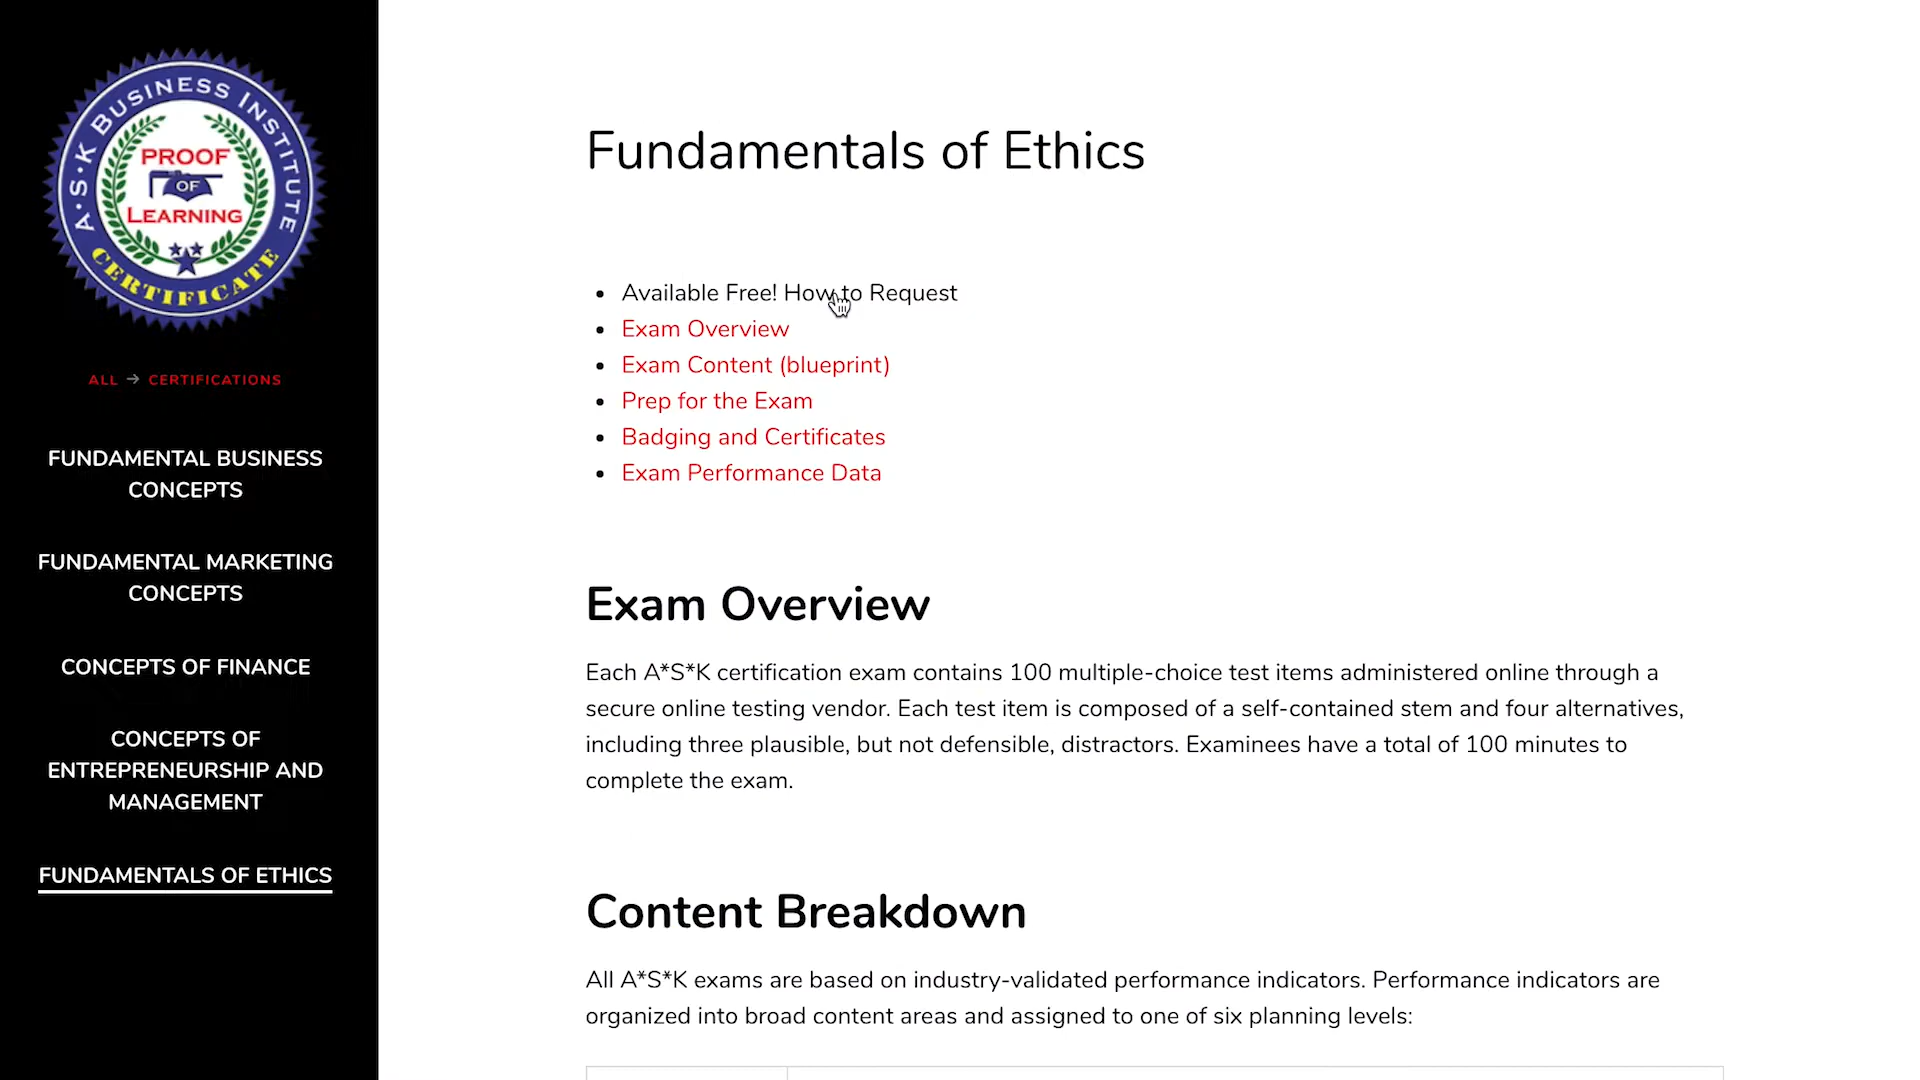 A·S·K BUSINESS INSTITUTE
PROOF
OF
LEARNING
CERTIFICATE
ALL → CERTIFICATIONS
FUNDAMENTAL BUSINESS
CONCEPTS
FUNDAMENTAL MARKETING
CONCEPTS
CONCEPTS OF FINANCE
CONCEPTS OF
ENTREPRENEURSHIP AND
MANAGEMENT
FUNDAMENTALS OF ETHICS
Fundamentals of Ethics
• Available Free! How to Request
• Exam Overview
• Exam Content (blueprint)
• Prep for the Exam
• Badging and Certificates
• Exam Performance Data
Exam Overview
Each A*S*K certification exam contains 100 multiple-choice test items administered online through a
secure online testing vendor. Each test item is composed of a self-contained stem and four alternatives,
including three plausible, but not defensible, distractors. Examinees have a total of 100 minutes to
complete the exam.
Content Breakdown
All A*S*K exams are based on industry-validated performance indicators. Performance indicators are
organized into broad content areas and assigned to one of six planning levels: